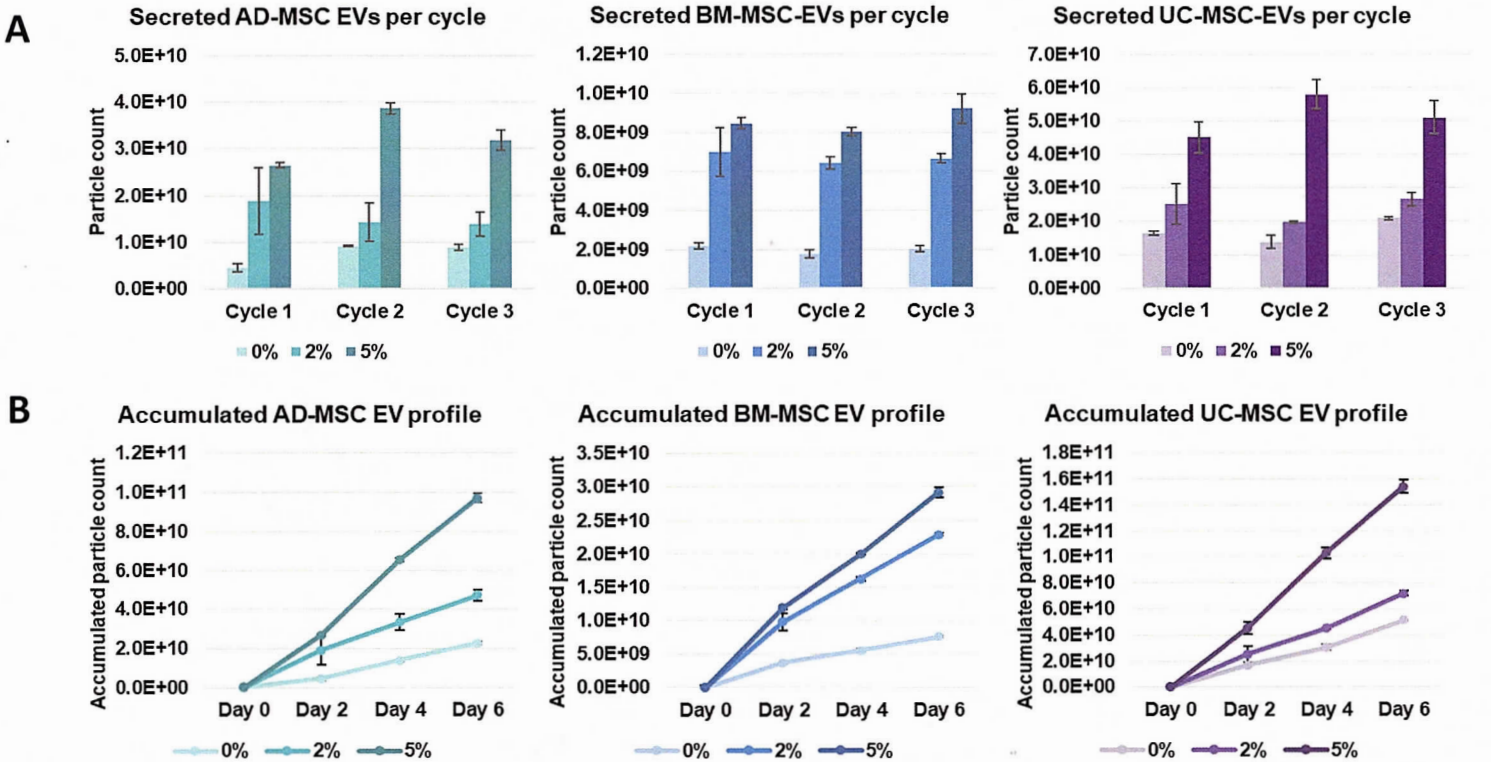 A
Secreted AD-MSC EVs per cycle
Particle count
5.0E+10
4.0E+10
3.0E+10
2.0E+10
1.0E+10
0.0E+00
Cycle 1 Cycle 2 Cycle 3
0% 2% 5%
Secreted BM-MSC-EVs per cycle
Particle count
1.2E+10
1.0E+10
8.0E+09
6.0E+09
4.0E+09
2.0E+09
0.0E+00
Cycle 1 Cycle 2 Cycle 3
0% 2% 5%
Secreted UC-MSC-EVs per cycle
Particle count
7.0E+10
6.0E+10
5.0E+10
4.0E+10
3.0E+10
2.0E+10
1.0E+10
0.0E+00
Cycle 1 Cycle 2 Cycle 3
0% 2% 5%
B
Accumulated AD-MSC EV profile
Accumulated particle count
1.2E+11
1.0E+11
8.0E+10
6.0E+10
4.0E+10
2.0E+10
0.0E+00
Day 0 Day 2 Day 4 Day 6
0% 2% 5%
Accumulated BM-MSC EV profile
Accumulated particle count
3.5E+10
3.0E+10
2.5E+10
2.0E+10
1.5E+10
1.0E+10
5.0E+09
0.0E+00
Day 0 Day 2 Day 4 Day 6
0% 2% 5%
Accumulated UC-MSC EV profile
Accumulated particle count
1.8E+11
1.6E+11
1.4E+11
1.2E+11
1.0E+11
8.0E+10
6.0E+10
4.0E+10
2.0E+10
0.0E+00
Day 0 Day 2 Day 4 Day 6
0% 2% 5%